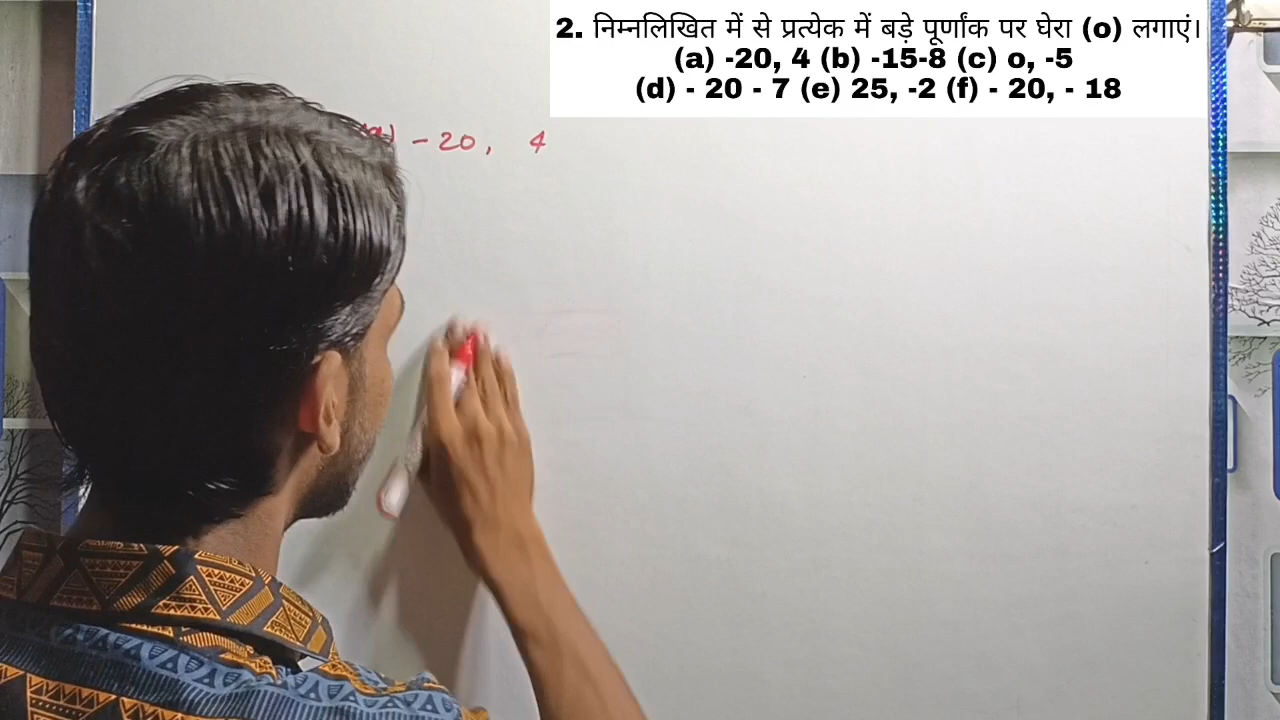 2. निम्नलिखित में से प्रत्येक में बड़े पूर्णांक पर घेरा (o) लगाएं।
(a) -20, 4 (b) -15-8 (c) o, -5
(d) - 20 - 7 (e) 25, -2 (f) - 20, - 18
(a) - 20, 4